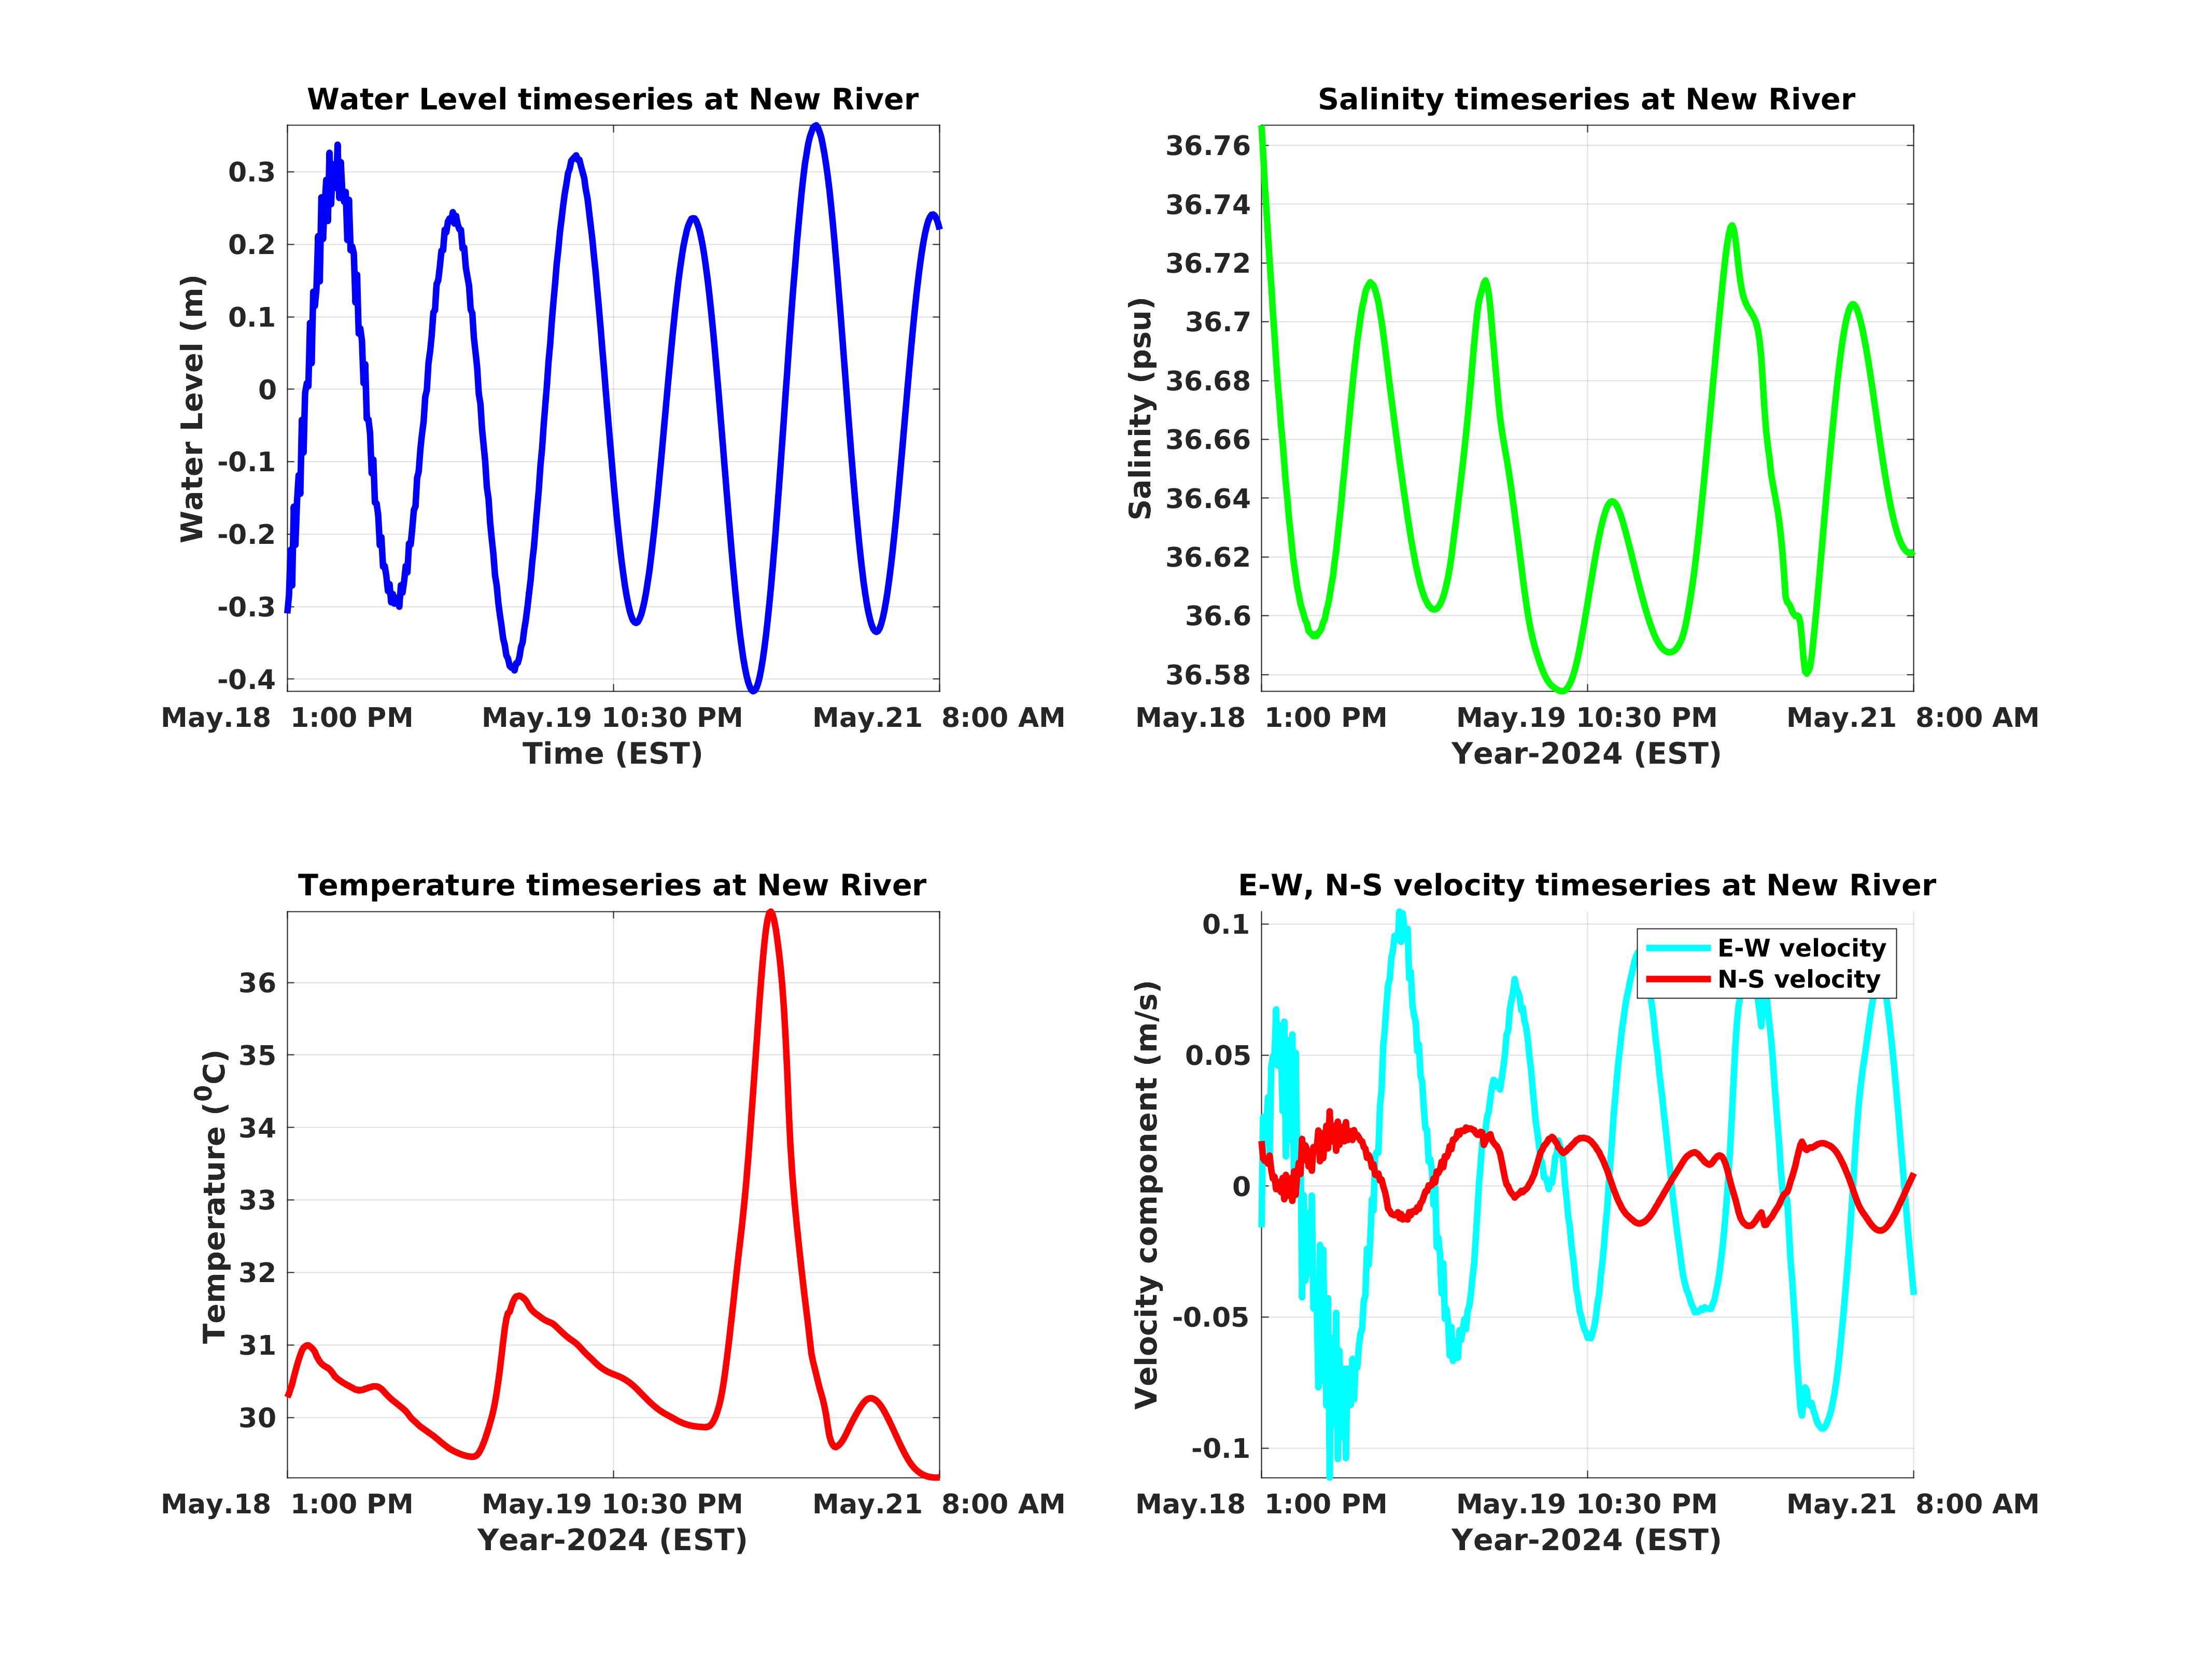 Water Level timeseries at New River
Water Level (m)
0.3
0.2
0.1
0
-0.1
-0.2
-0.3
-0.4
May.18 1:00 PM May.19 10:30 PM May.21 8:00 AM
Time (EST)
Salinity timeseries at New River
Salinity (psu)
36.76
36.74
36.72
36.7
36.68
36.66
36.64
36.62
36.6
36.58
May.18 1:00 PM May.19 10:30 PM May.21 8:00 AM
Year-2024 (EST)
Temperature timeseries at New River
Temperature (⁰C)
36
35
34
33
32
31
30
May.18 1:00 PM May.19 10:30 PM May.21 8:00 AM
Year-2024 (EST)
E-W, N-S velocity timeseries at New River
Velocity component (m/s)
0.1
0.05
0
-0.05
-0.1
E-W velocity
N-S velocity
May.18 1:00 PM May.19 10:30 PM May.21 8:00 AM
Year-2024 (EST)